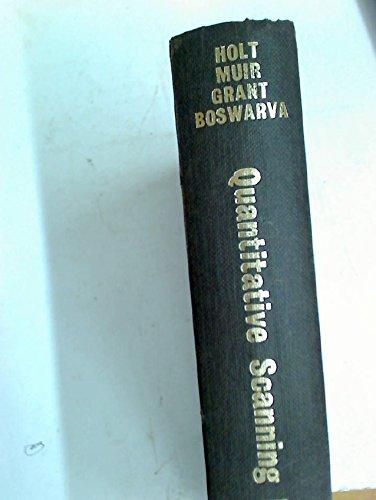 HOLT
MUIR
GRANT
BOSWARVA
Quantitative Scanning